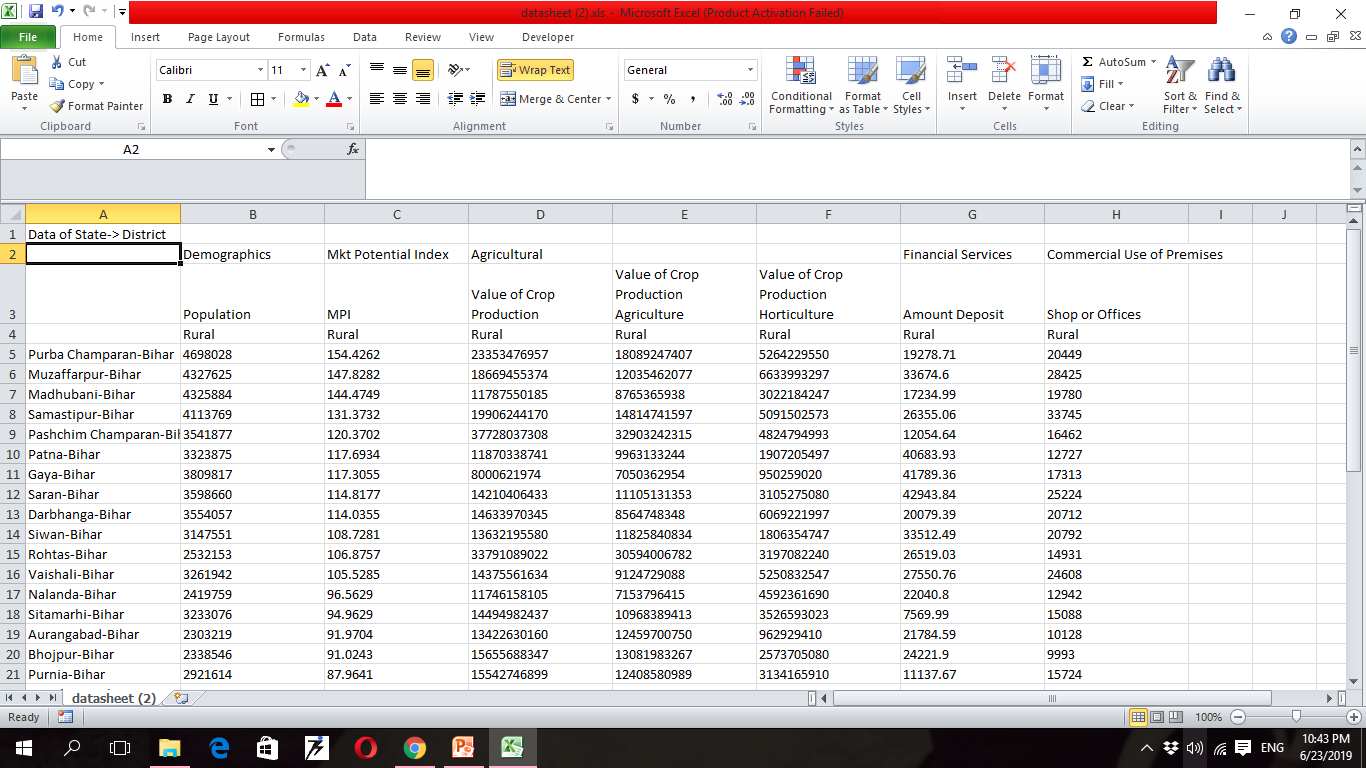 datasheet (2).xls - Microsoft Excel (Product Activation Failed)
File Home Insert Page Layout Formulas Data Review View Developer
Paste Cut Copy Format Painter Clipboard
Calibri 11 B I U Font
Wrap Text Merge & Center Alignment
General $ % , Number
Conditional Formatting Format as Table Cell Styles Styles
Insert Delete Format Cells
AutoSum Fill Clear Sort & Filter Find & Select Editing
A2 fx
A B C D E F G H I J
1 Data of State-> District
2 Demographics Mkt Potential Index Agricultural Financial Services Commercial Use of Premises
3 Population MPI Value of Crop Production Value of Crop Production Agriculture Value of Crop Production Horticulture Amount Deposit Shop or Offices
4 Rural Rural Rural Rural Rural Rural Rural
5 Purba Champaran-Bihar 4698028 154.4262 23353476957 18089247407 5264229550 19278.71 20449
6 Muzaffarpur-Bihar 4327625 147.8282 18669455374 12035462077 6633993297 33674.6 28425
7 Madhubani-Bihar 4325884 144.4749 11787550185 8765365938 3022184247 17234.99 19780
8 Samastipur-Bihar 4113769 131.3732 19906244170 14814741597 5091502573 26355.06 33745
9 Pashchim Champaran-Bil 3541877 120.3702 37728037308 32903242315 4824794993 12054.64 16462
10 Patna-Bihar 3323875 117.6934 11870338741 9963133244 1907205497 40683.93 12727
11 Gaya-Bihar 3809817 117.3055 8000621974 7050362954 950259020 41789.36 17313
12 Saran-Bihar 3598660 114.8177 14210406433 11105131353 3105275080 42943.84 25224
13 Darbhanga-Bihar 3554057 114.0355 14633970345 8564748348 6069221997 20079.39 20712
14 Siwan-Bihar 3147551 108.7281 13632195580 11825840834 1806354747 33512.49 20792
15 Rohtas-Bihar 2532153 106.8757 33791089022 30594006782 3197082240 26519.03 14931
16 Vaishali-Bihar 3261942 105.5285 14375561634 9124729088 5250832547 27550.76 24608
17 Nalanda-Bihar 2419759 96.5629 11746158105 7153796415 4592361690 22040.8 12942
18 Sitamarhi-Bihar 3233076 94.9629 14494982437 10968389413 3526593023 7569.99 15088
19 Aurangabad-Bihar 2303219 91.9704 13422630160 12459700750 962929410 21784.59 10128
20 Bhojpur-Bihar 2338546 91.0243 15655688347 13081983267 2573705080 24221.9 9993
21 Purnia-Bihar 2921614 87.9641 15542746899 12408580989 3134165910 11137.67 15724
datasheet (2)
Ready 100%
ENG 10:43 PM
6/23/2019